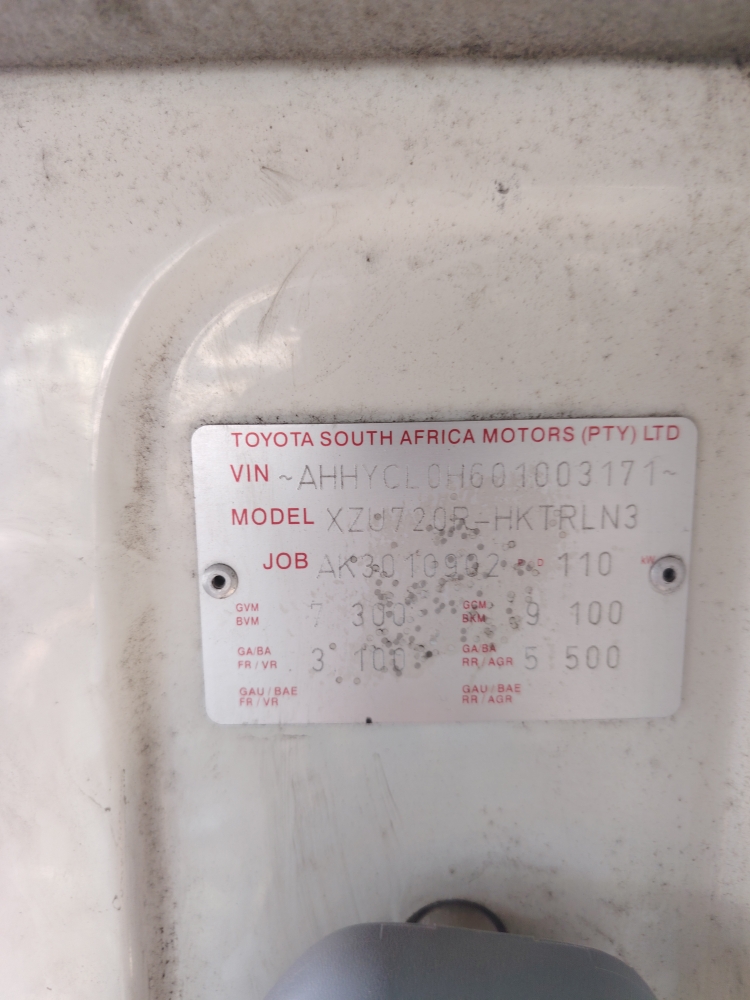 TOYOTA SOUTH AFRICA MOTORS (PTY) LTD
VIN ~AHHYCL0H601003171~
MODEL XZU720R-HKTRLN3
JOB AK3010902 P D 110 kW
GVM 7 300 GCM 9 100
BVM BKM
GA/BA 3 100 GA/BA 5 500
FR/VR RR/AGR
GAU/BAE GAU/BAE
FR/VR RR/AGR